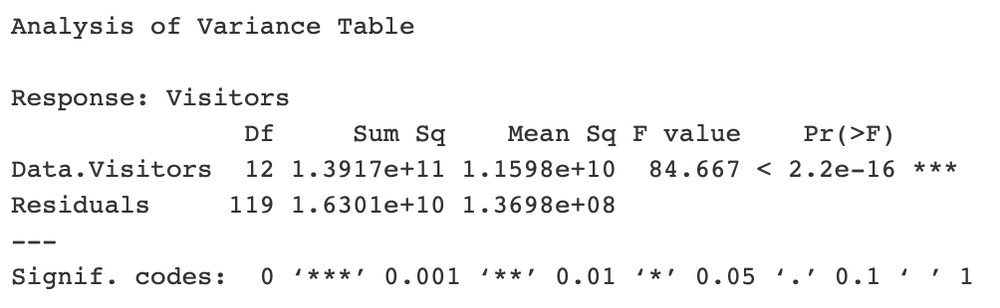 Analysis of Variance Table
Response: Visitors
Df Sum Sq Mean Sq F value Pr(>F)
Data.Visitors 12 1.3917e+11 1.1598e+10 84.667 < 2.2e-16 ***
Residuals 119 1.6301e+10 1.3698e+08
---
Signif. codes: 0 ‘***’ 0.001 ‘**’ 0.01 ‘*’ 0.05 ‘.’ 0.1 ‘ ’ 1